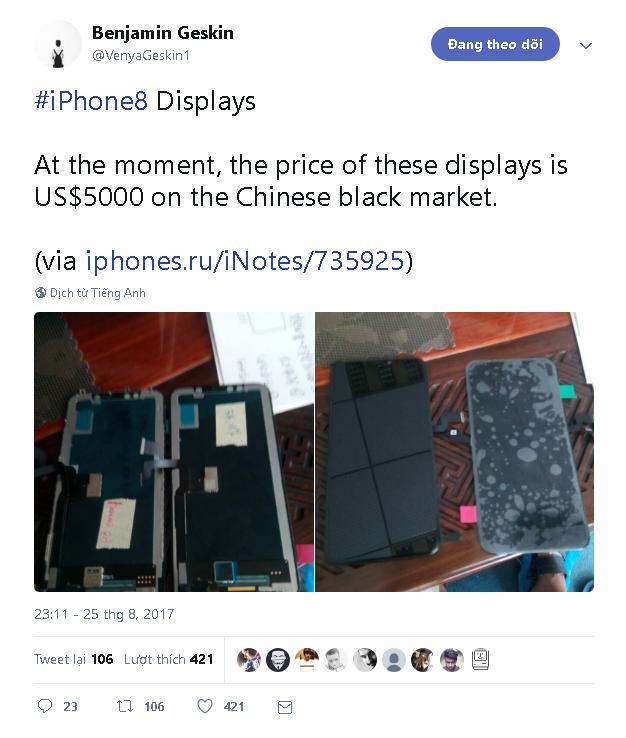 Benjamin Geskin
@VenyaGeskin1
Đang theo dõi
#iPhone8 Displays
At the moment, the price of these displays is
US$5000 on the Chinese black market.
(via iphones.ru/iNotes/735925)
Dịch từ Tiếng Anh
23:11 - 25 thg 8, 2017
Tweet lại 106 Lượt thích 421
23 106 421